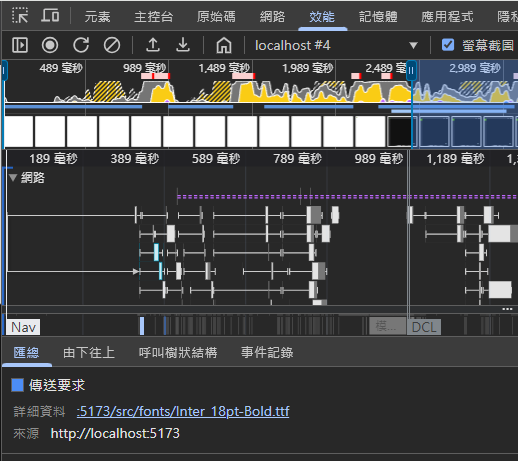 元素 主控台 原始碼 網路 效能 記憶體 應用程式 隱私
localhost #4 螢幕截圖
489 毫秒 989 毫秒 1,489 毫秒 1,989 毫秒 2,489 毫秒 2,989 毫秒
189 毫秒 389 毫秒 589 毫秒 789 毫秒 989 毫秒 1,189 毫秒
網路
Nav DCL
匯總 由下往上 呼叫樹狀結構 事件記錄
傳送要求
詳細資料 :5173/src/fonts/Inter_18pt-Bold.ttf
來源 http://localhost:5173